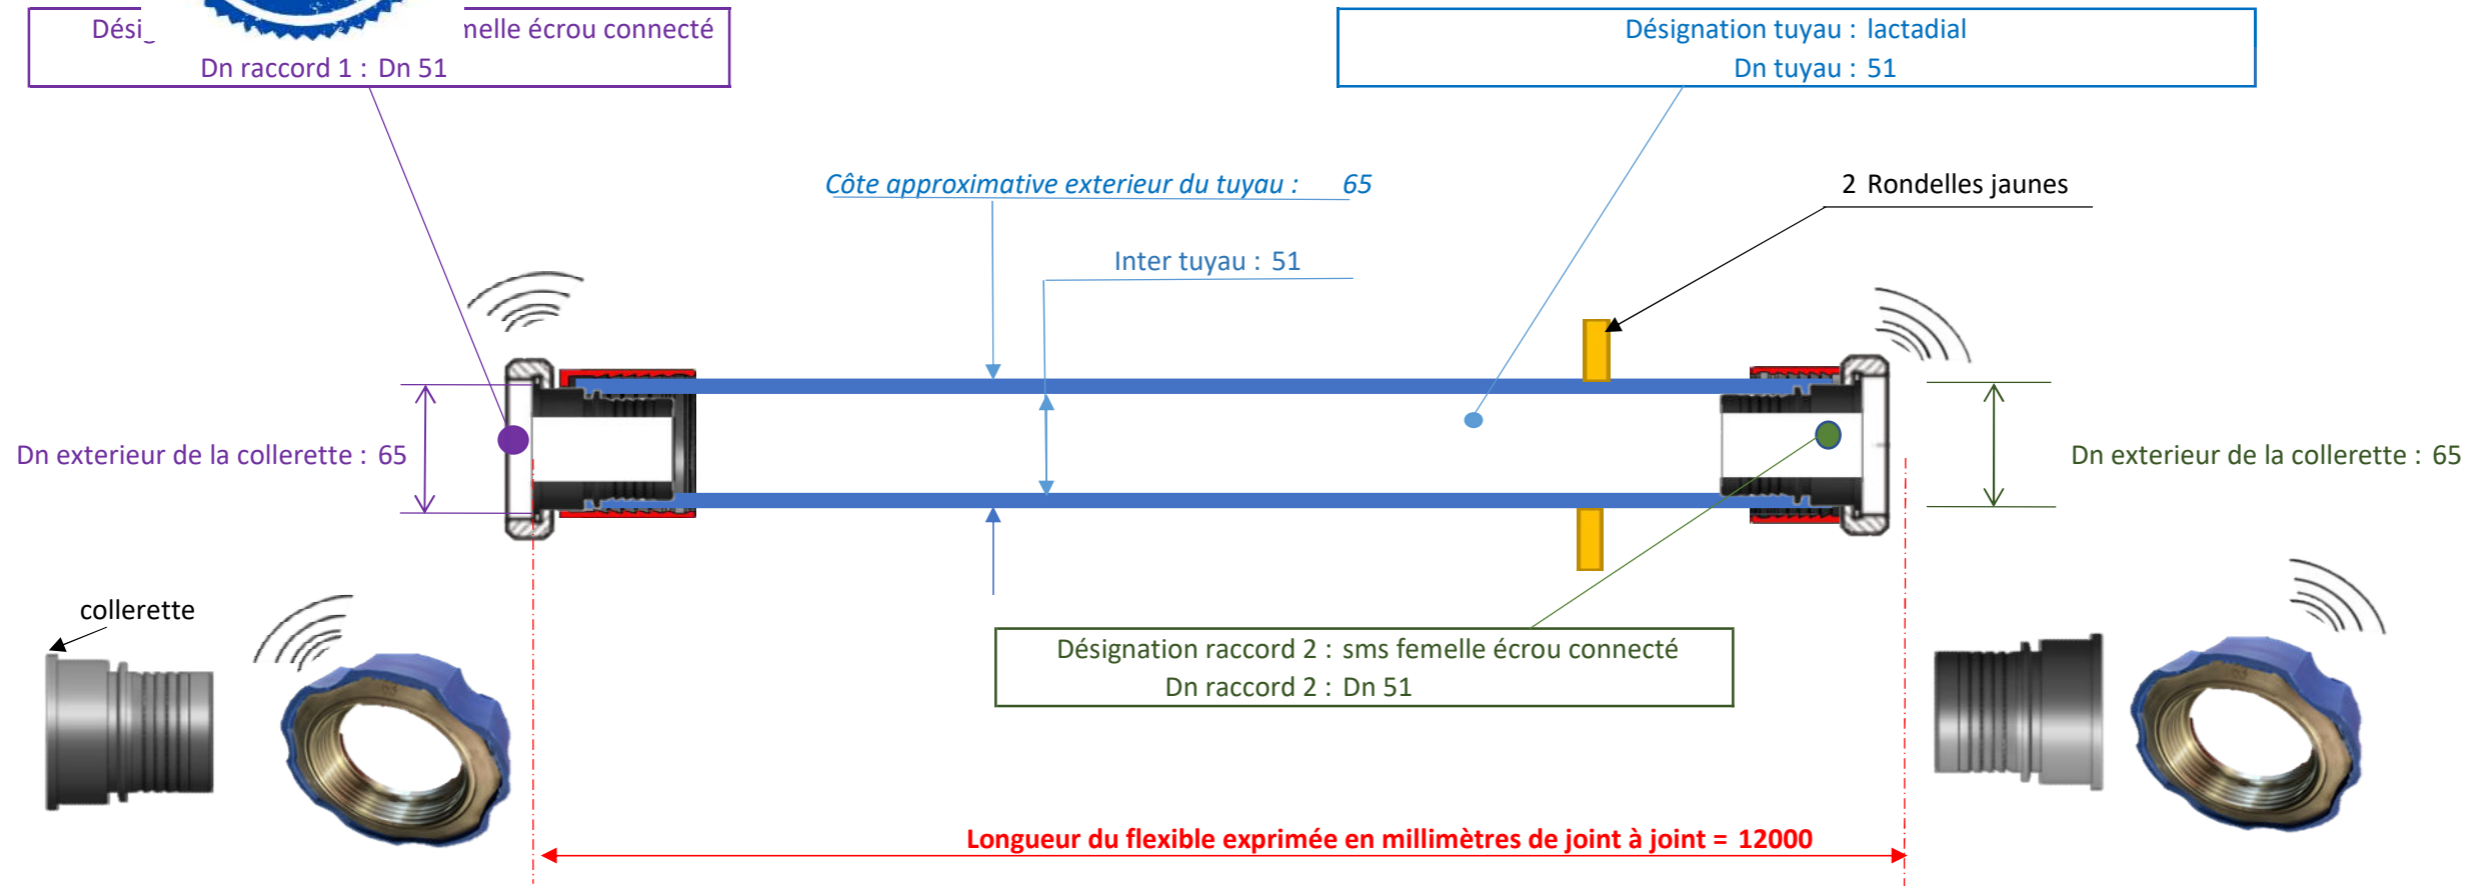 melle écrou connecté
Dn raccord 1 : Dn 51
Désignation tuyau : lactadial
Dn tuyau : 51
Côte approximative exterieur du tuyau : 65
2 Rondelles jaunes
Inter tuyau : 51
Dn exterieur de la collerette : 65
Dn exterieur de la collerette : 65
collerette
Désignation raccord 2 : sms femelle écrou connecté
Dn raccord 2 : Dn 51
Longueur du flexible exprimée en millimètres de joint à joint = 12000